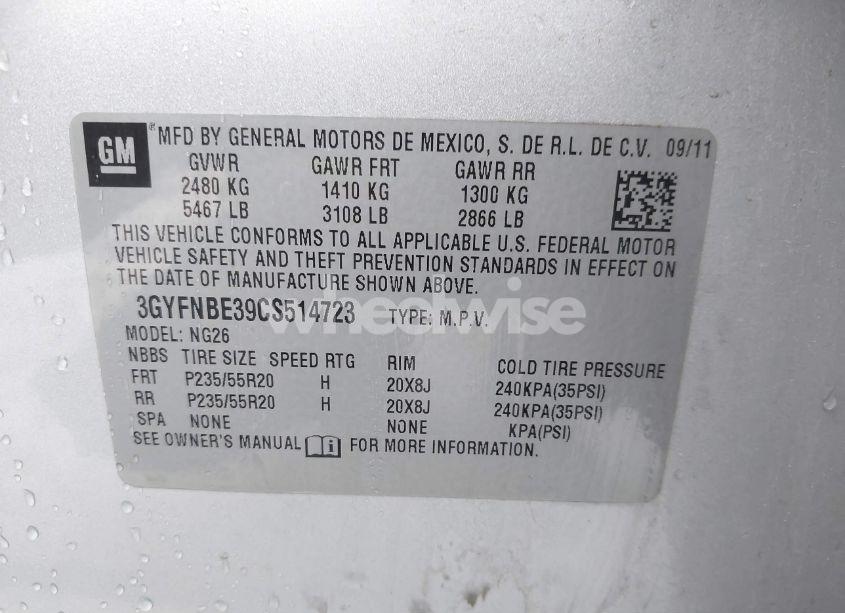 GM
® MFD BY GENERAL MOTORS DE MEXICO, S. DE R.L. DE C.V. 09/11
GVWR GAWR FRT GAWR RR
2480 KG 1410 KG 1300 KG
5467 LB 3108 LB 2866 LB
THIS VEHICLE CONFORMS TO ALL APPLICABLE U.S. FEDERAL MOTOR
VEHICLE SAFETY AND THEFT PREVENTION STANDARDS IN EFFECT ON
THE DATE OF MANUFACTURE SHOWN ABOVE.
3GYFNBE39CS514723 TYPE: M.P.V.
wheelwise
MODEL: NG26
NBBS TIRE SIZE SPEED RTG RIM COLD TIRE PRESSURE
FRT P235/55R20 H 20X8J 240KPA(35PSI)
RR P235/55R20 H 20X8J 240KPA(35PSI)
SPA NONE NONE KPA(PSI)
SEE OWNER'S MANUAL i FOR MORE INFORMATION.